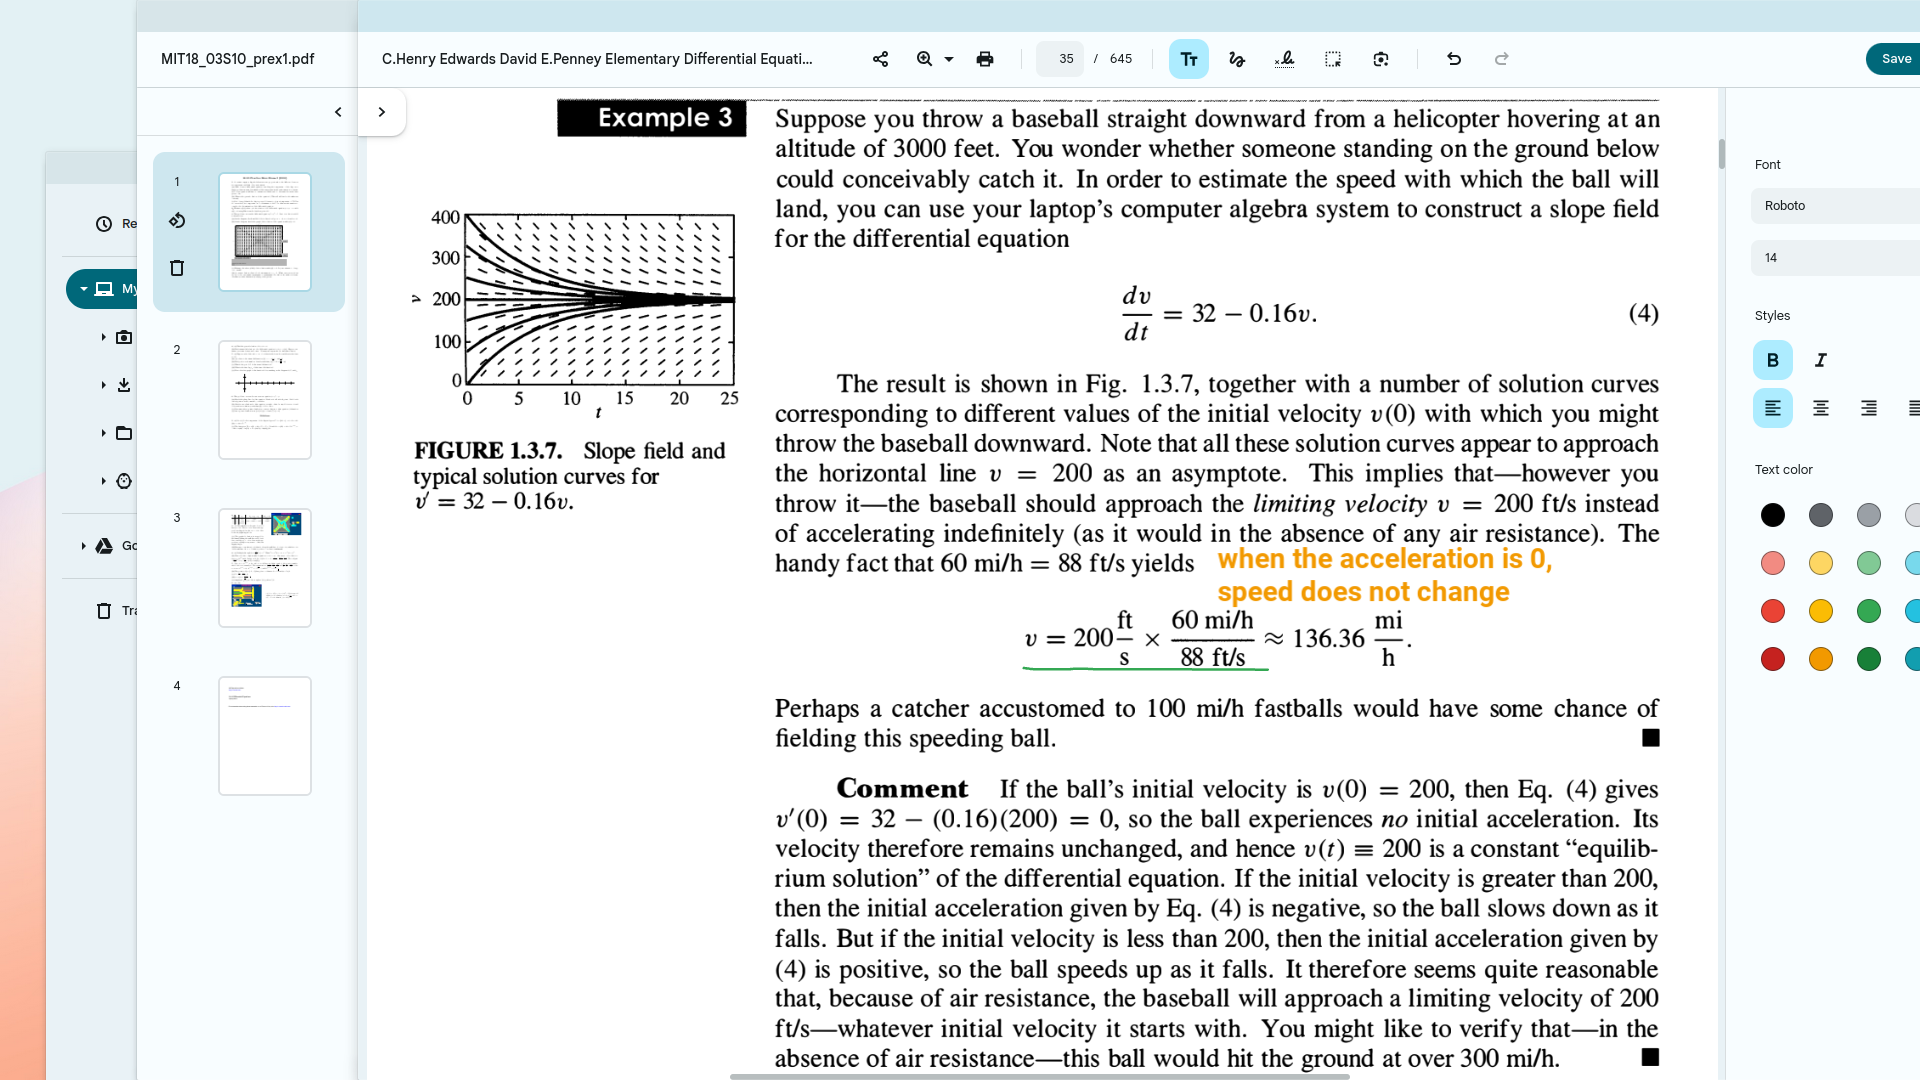 MIT18_03S10_prex1.pdf
C.Henry Edwards David E.Penney Elementary Differential Equati...
35 / 645
Save
Re
My
Go
Tra
1
2
3
4
Example 3
Suppose you throw a baseball straight downward from a helicopter hovering at an
altitude of 3000 feet. You wonder whether someone standing on the ground below
could conceivably catch it. In order to estimate the speed with which the ball will
land, you can use your laptop's computer algebra system to construct a slope field
for the differential equation
dv/dt = 32 − 0.16v. (4)
400
300
v 200
100
0
0 5 10 15 20 25
t
FIGURE 1.3.7. Slope field and
typical solution curves for
v′ = 32 − 0.16v.
The result is shown in Fig. 1.3.7, together with a number of solution curves
corresponding to different values of the initial velocity v(0) with which you might
throw the baseball downward. Note that all these solution curves appear to approach
the horizontal line v = 200 as an asymptote. This implies that—however you
throw it—the baseball should approach the limiting velocity v = 200 ft/s instead
of accelerating indefinitely (as it would in the absence of any air resistance). The
handy fact that 60 mi/h = 88 ft/s yields
when the acceleration is 0,
speed does not change
v = 200 ft/s × 60 mi/h / 88 ft/s ≈ 136.36 mi/h.
Perhaps a catcher accustomed to 100 mi/h fastballs would have some chance of
fielding this speeding ball. ■
Comment If the ball's initial velocity is v(0) = 200, then Eq. (4) gives
v′(0) = 32 − (0.16)(200) = 0, so the ball experiences no initial acceleration. Its
velocity therefore remains unchanged, and hence v(t) ≡ 200 is a constant “equilib-
rium solution” of the differential equation. If the initial velocity is greater than 200,
then the initial acceleration given by Eq. (4) is negative, so the ball slows down as it
falls. But if the initial velocity is less than 200, then the initial acceleration given by
(4) is positive, so the ball speeds up as it falls. It therefore seems quite reasonable
that, because of air resistance, the baseball will approach a limiting velocity of 200
ft/s—whatever initial velocity it starts with. You might like to verify that—in the
absence of air resistance—this ball would hit the ground at over 300 mi/h. ■
Font
Roboto
14
Styles
B I
Text color